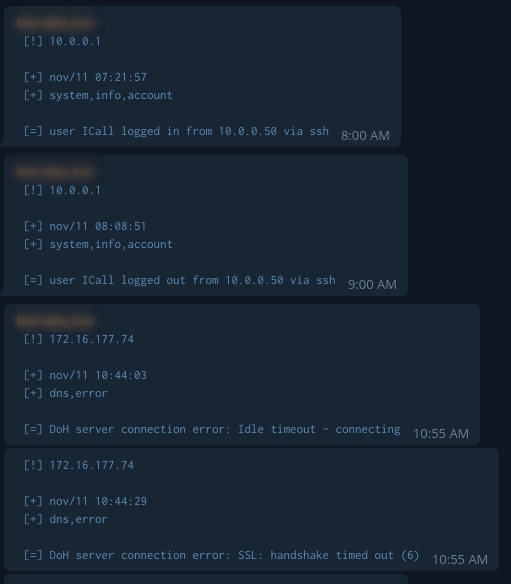 [!] 10.0.0.1
[+] nov/11 07:21:57
[+] system,info,account
[=] user ICall logged in from 10.0.0.50 via ssh
8:00 AM
[!] 10.0.0.1
[+] nov/11 08:08:51
[+] system,info,account
[=] user ICall logged out from 10.0.0.50 via ssh
9:00 AM
[!] 172.16.177.74
[+] nov/11 10:44:03
[+] dns,error
[=] DoH server connection error: Idle timeout - connecting
10:55 AM
[!] 172.16.177.74
[+] nov/11 10:44:29
[+] dns,error
[=] DoH server connection error: SSL: handshake timed out (6)
10:55 AM